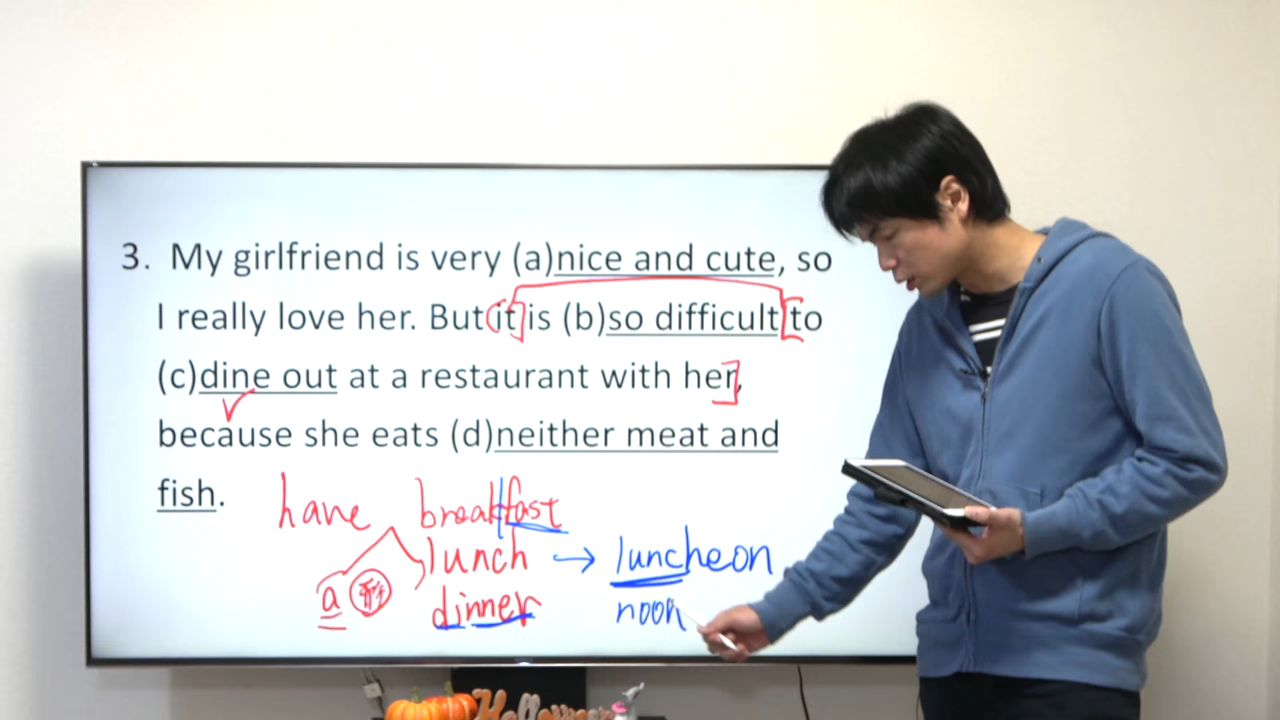 3. My girlfriend is very (a)nice and cute, so
I really love her. But it is (b)so difficult to
(c)dine out at a restaurant with her,
because she eats (d)neither meat and
fish.
have breakfast
lunch → luncheon
a 形
dinner
noon
Halloween